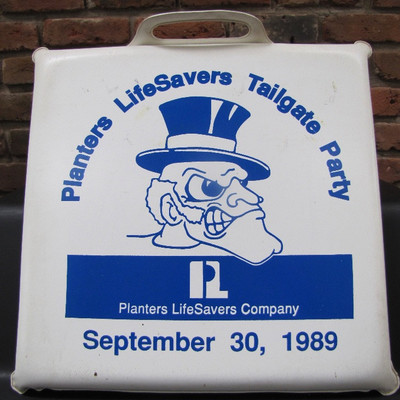 Planters LifeSavers Tailgate Party
PL
Planters LifeSavers Company
September 30, 1989